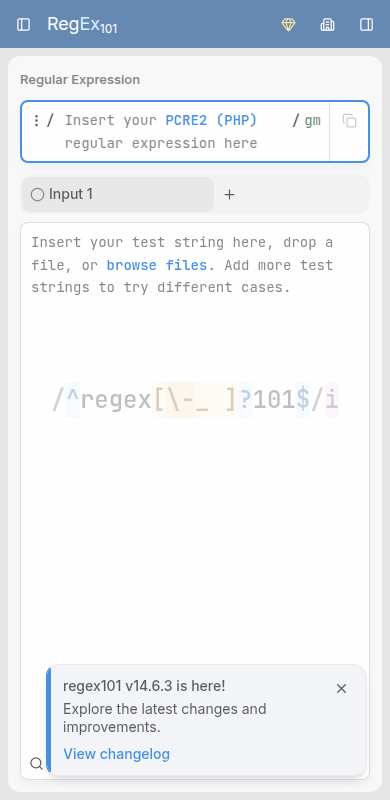 RegEx101
Regular Expression
/ Insert your PCRE2 (PHP) / gm
regular expression here
Input 1 +
Insert your test string here, drop a
file, or browse files. Add more test
strings to try different cases.
/^regex[\-_ ]?101$/i
regex101 v14.6.3 is here!
Explore the latest changes and
improvements.
View changelog